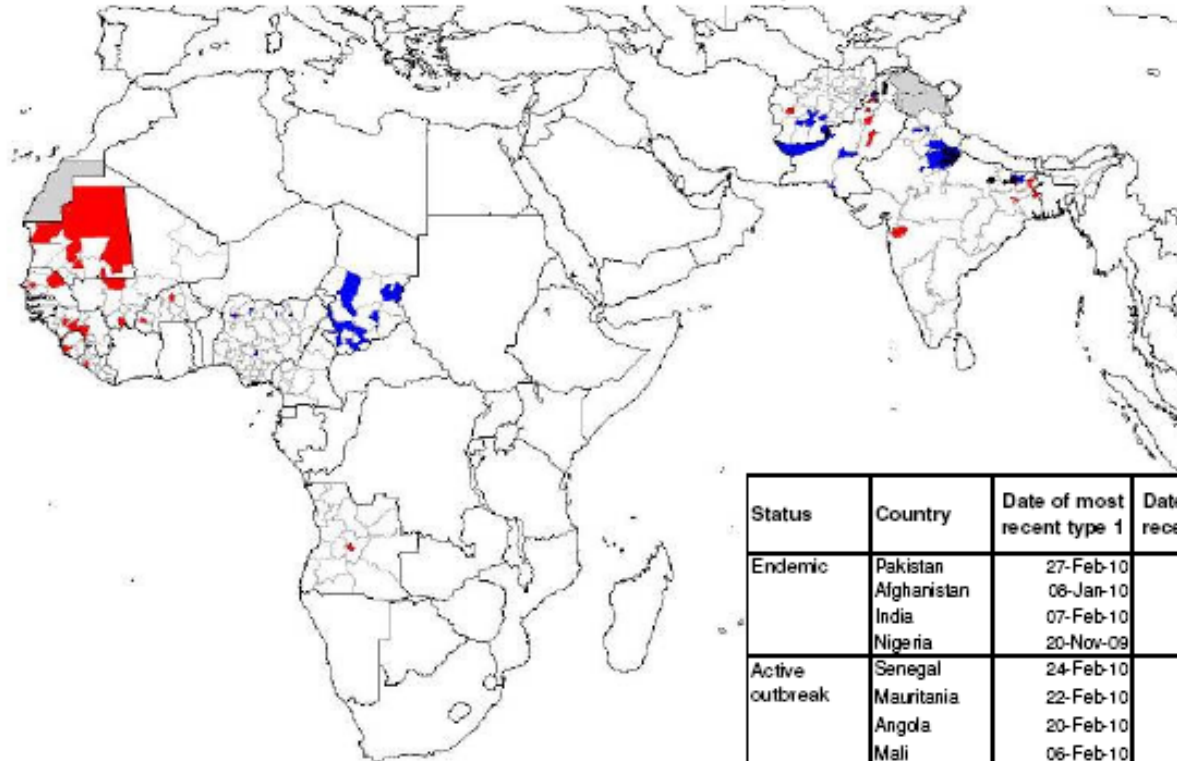 Status Country Date of most recent type 1 Date rece
Endemic Pakistan 27-Feb-10
Afghanistan 08-Jan-10
India 07-Feb-10
Nigeria 20-Nov-09
Active outbreak Senegal 24-Feb-10
Mauritania 22-Feb-10
Angola 20-Feb-10
Mali 06-Feb-10